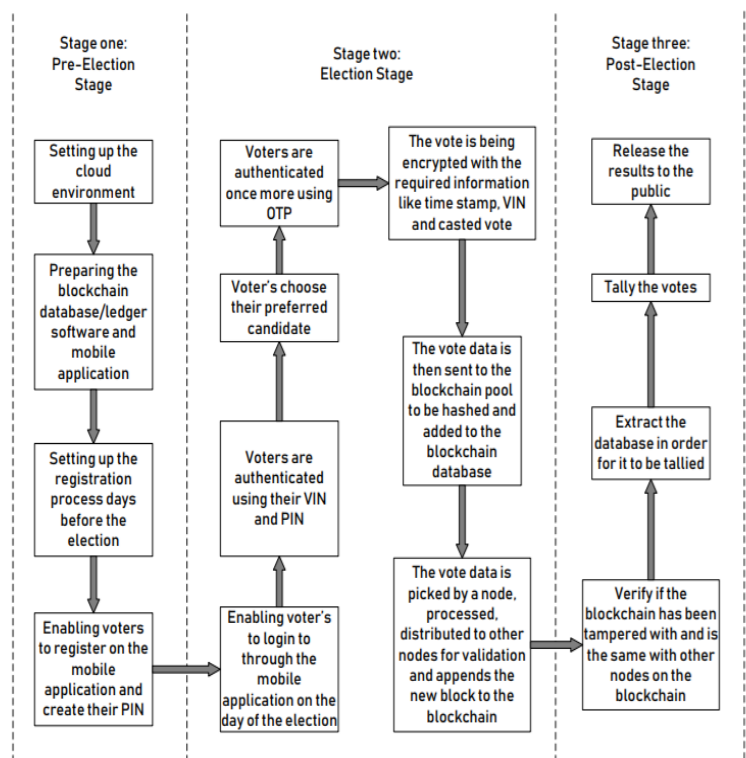 Stage one:
Pre-Election
Stage
Setting up the
cloud
environment
Preparing the
blockchain
database/ledger
software and
mobile
application
Setting up the
registration
process days
before the
election
Enabling voters
to register on the
mobile
application and
create their PIN
Stage two:
Election Stage
Enabling voter's
to login to
through the
mobile
application on the
day of the election
Voters are
authenticated
using their VIN
and PIN
Voter's choose
their preferred
candidate
Voters are
authenticated
once more using
OTP
The vote is being
encrypted with the
required information
like time stamp, VIN
and casted vote
The vote data is
then sent to the
blockchain pool
to be hashed and
added to the
blockchain
database
The vote data is
picked by a node,
processed,
distributed to other
nodes for validation
and appends the
new block to the
blockchain
Stage three:
Post-Election
Stage
Verify if the
blockchain has been
tampered with and is
the same with other
nodes on the
blockchain
Extract the
database in order
for it to be tallied
Tally the votes
Release the
results to the
public